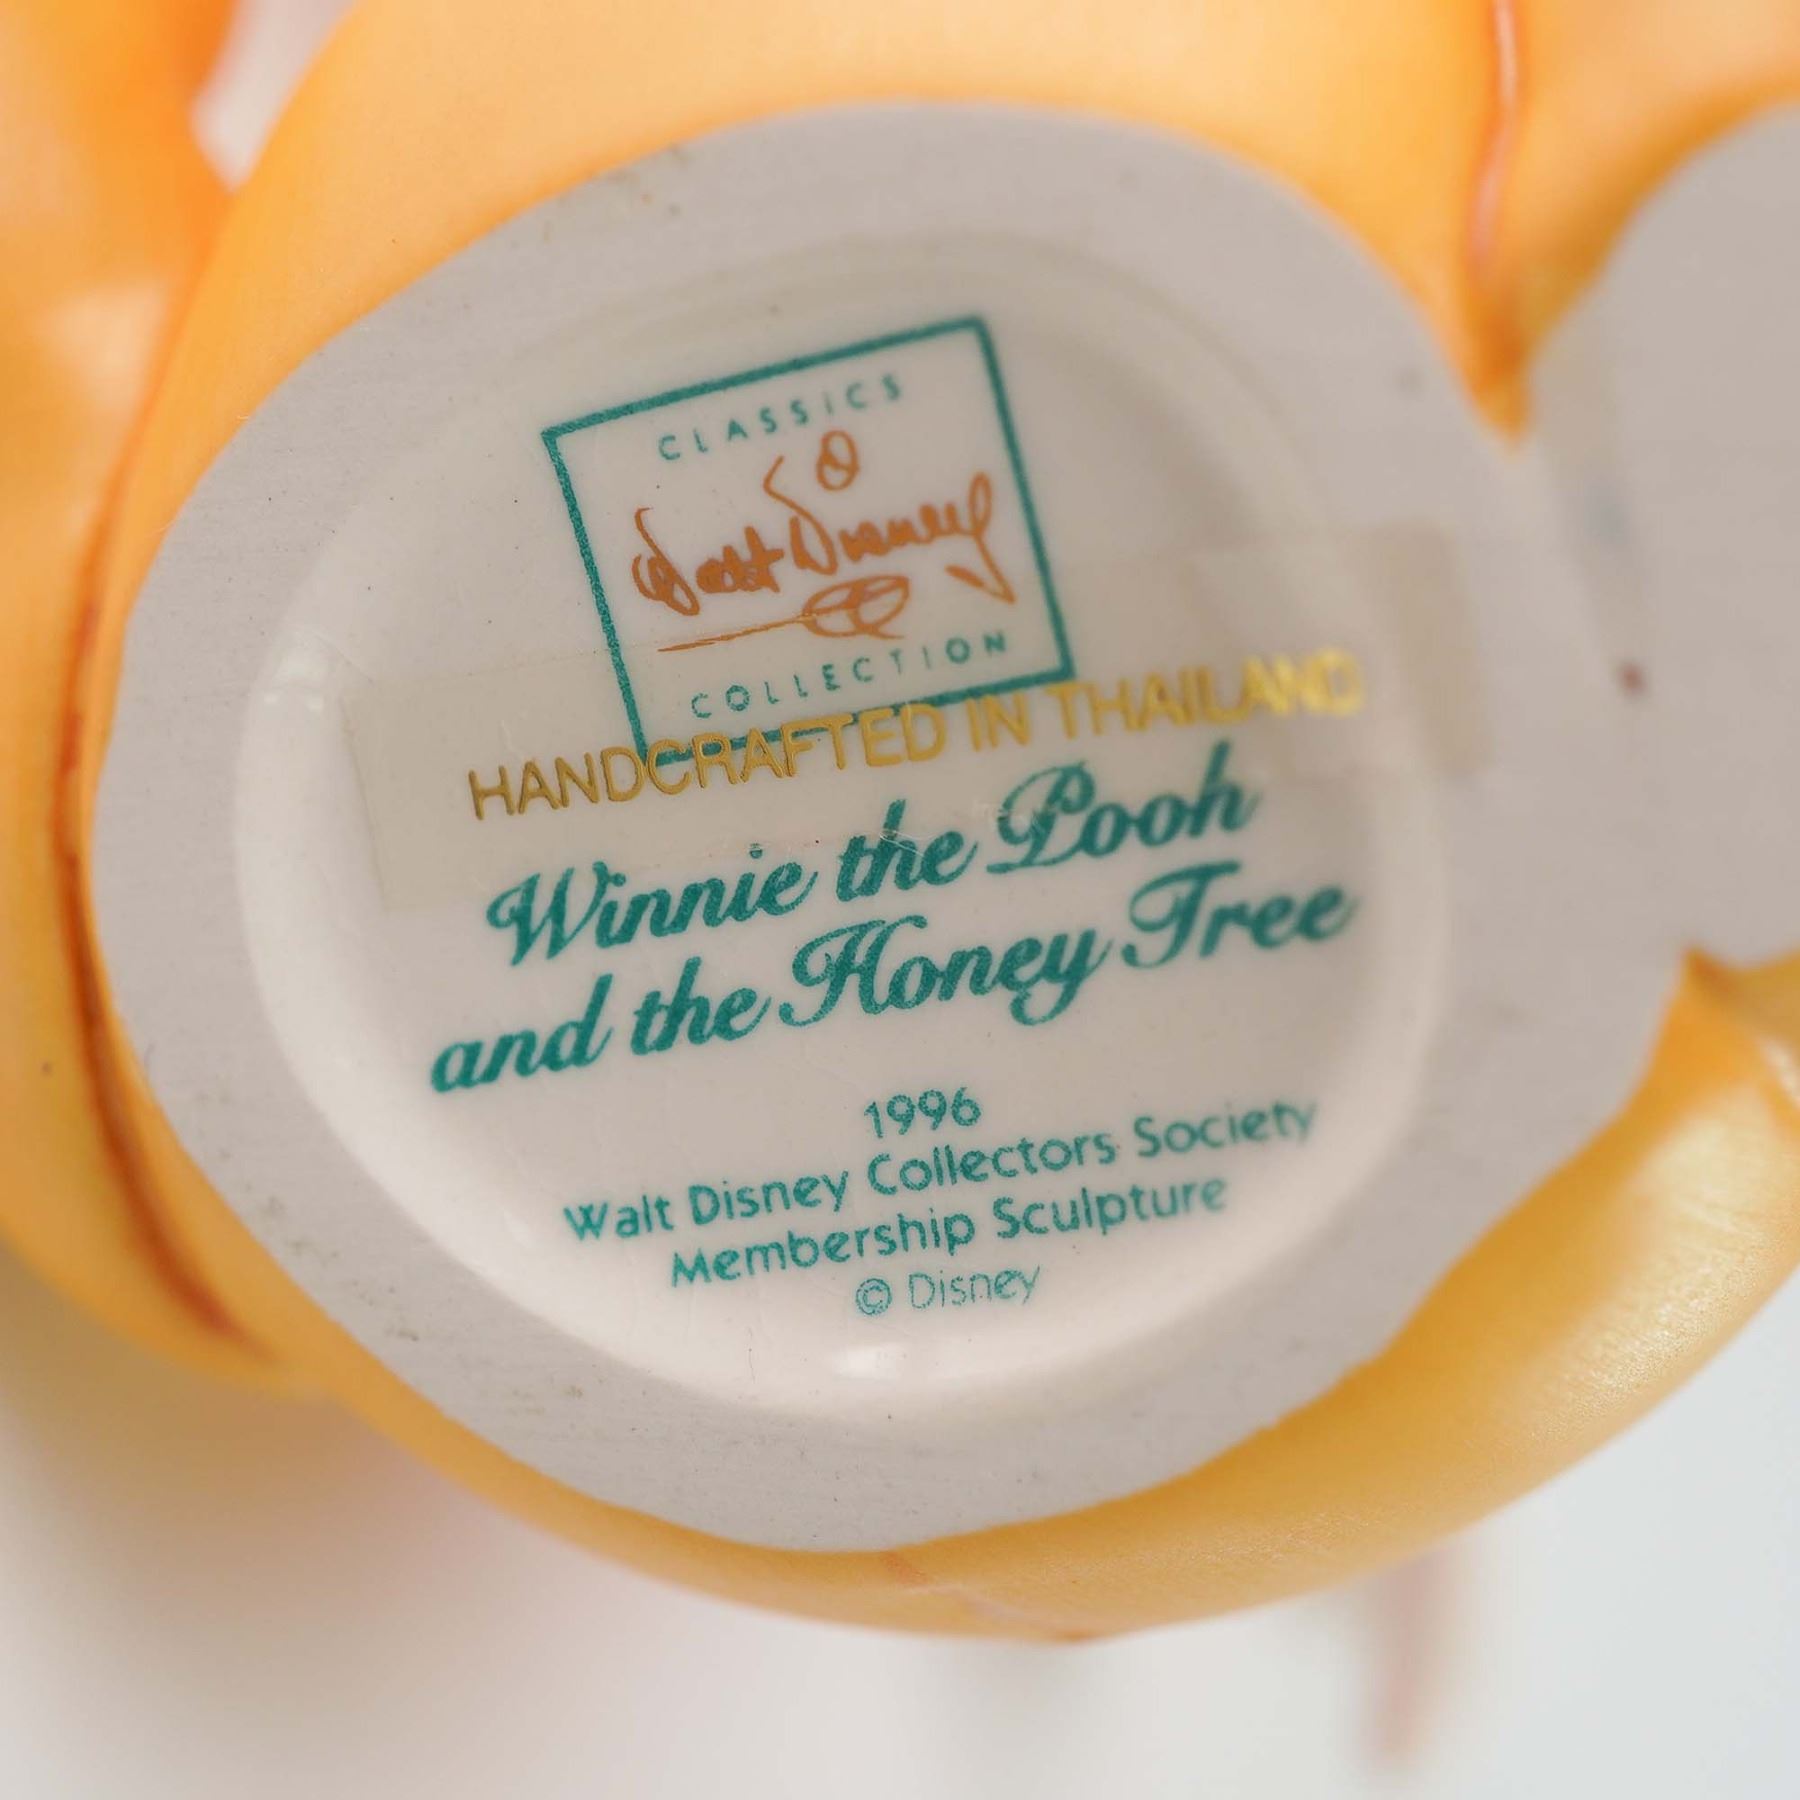 CLASSICS
Walt Disney
COLLECTION
HANDCRAFTED IN THAILAND
Winnie the Pooh
and the Honey Tree
1996
Walt Disney Collectors Society
Membership Sculpture
© Disney